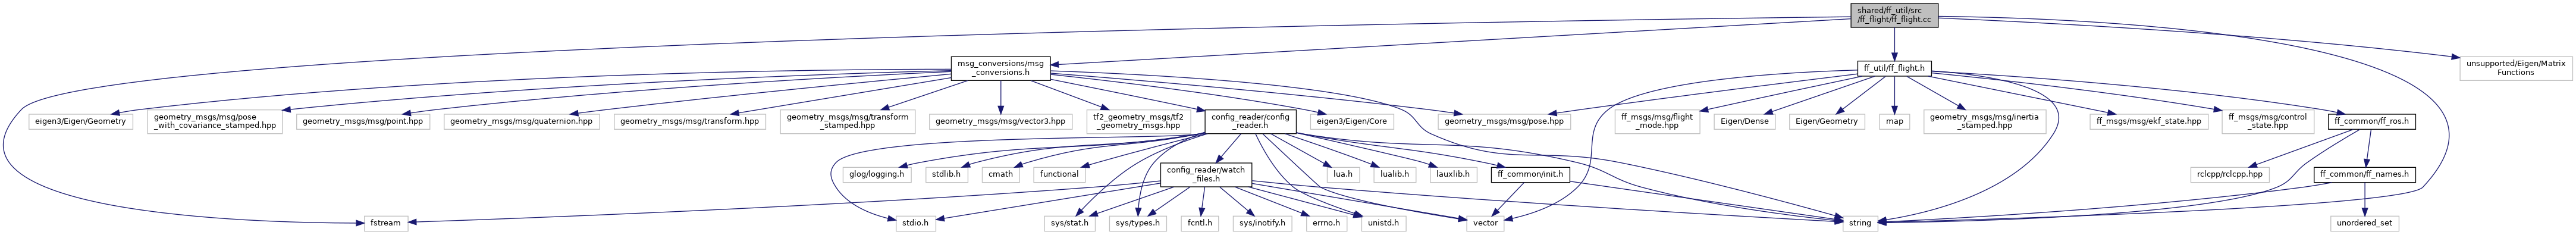 shared/ff_util/src
/ff_flight/ff_flight.cc
msg_conversions/msg
_conversions.h
ff_util/ff_flight.h
unsupported/Eigen/Matrix
Functions
eigen3/Eigen/Geometry
geometry_msgs/msg/pose
_with_covariance_stamped.hpp
geometry_msgs/msg/point.hpp
geometry_msgs/msg/quaternion.hpp
geometry_msgs/msg/transform.hpp
geometry_msgs/msg/transform
_stamped.hpp
geometry_msgs/msg/vector3.hpp
tf2_geometry_msgs/tf2
_geometry_msgs.hpp
config_reader/config
_reader.h
eigen3/Eigen/Core
geometry_msgs/msg/pose.hpp
ff_msgs/msg/flight
_mode.hpp
Eigen/Dense
Eigen/Geometry
map
geometry_msgs/msg/inertia
_stamped.hpp
ff_msgs/msg/ekf_state.hpp
ff_msgs/msg/control
_state.hpp
ff_common/ff_ros.h
glog/logging.h
stdlib.h
cmath
functional
config_reader/watch
_files.h
lua.h
lualib.h
lauxlib.h
ff_common/init.h
rclcpp/rclcpp.hpp
ff_common/ff_names.h
fstream
stdio.h
sys/stat.h
sys/types.h
fcntl.h
sys/inotify.h
errno.h
unistd.h
vector
string
unordered_set